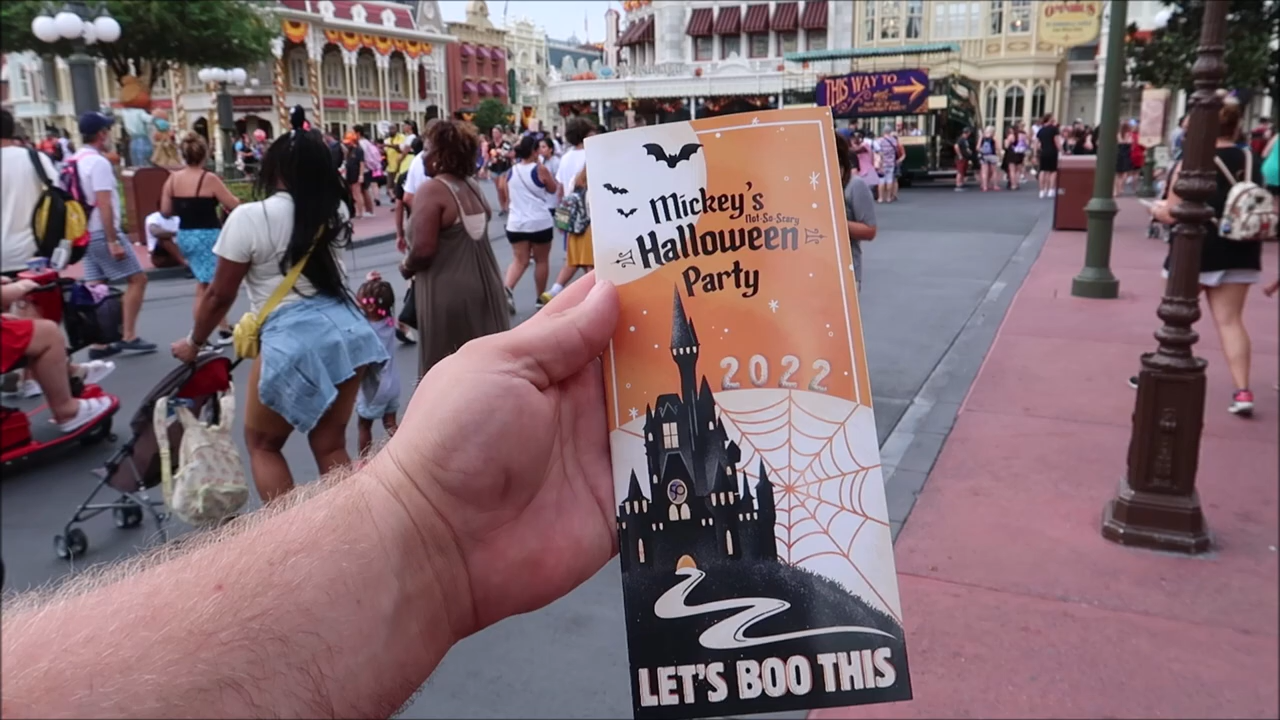 THIS WAY TO
Mickey's
Not-So-Scary
Halloween
Party
2022
LET'S BOO THIS